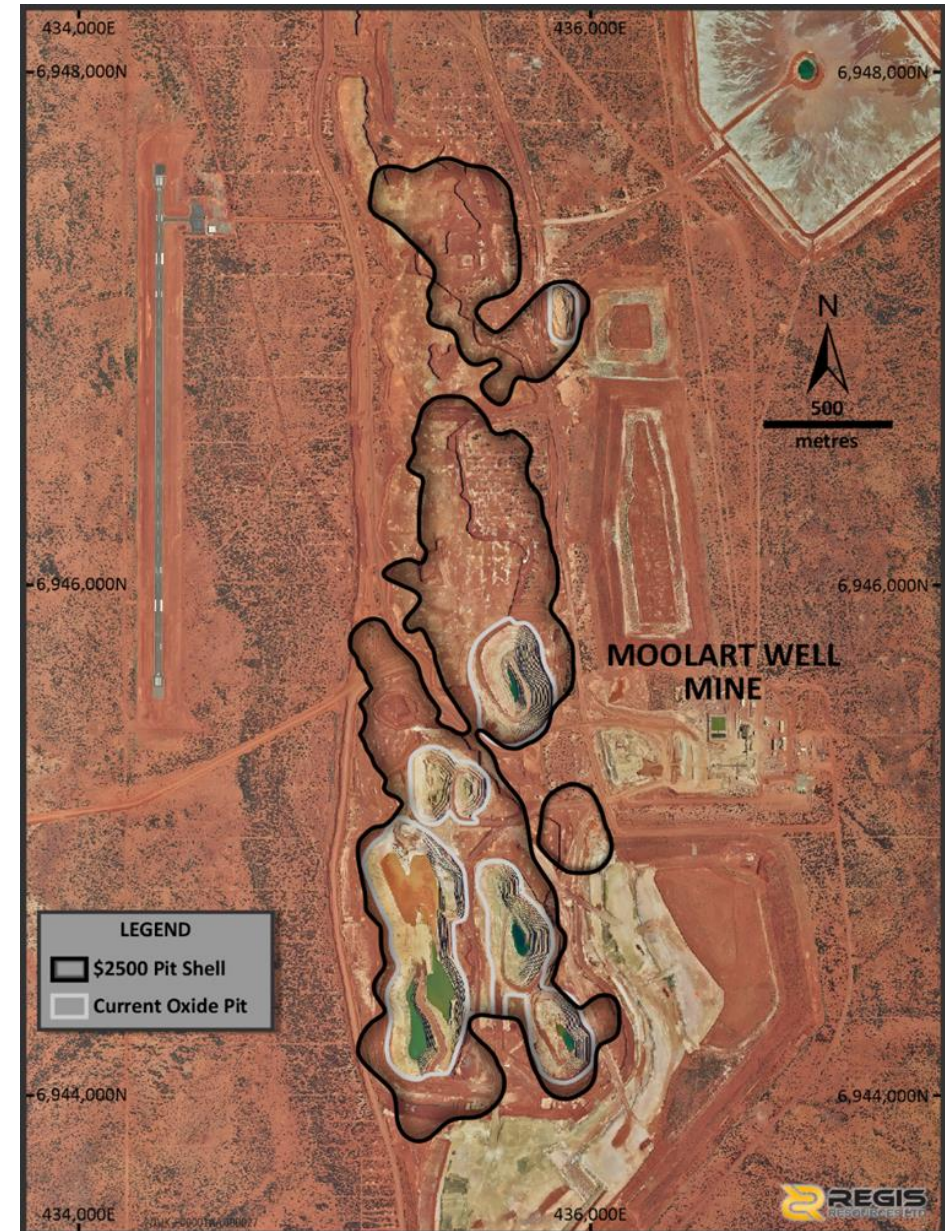 434,000E
436,000E
6,948,000N
6,948,000N
N
500
metres
6,946,000N
6,946,000N
MOOLART WELL
MINE
LEGEND
$2500 Pit Shell
Current Oxide Pit
6,944,000N
6,944,000N
434,000E
436,000E
REGIS
RESOURCES LTD